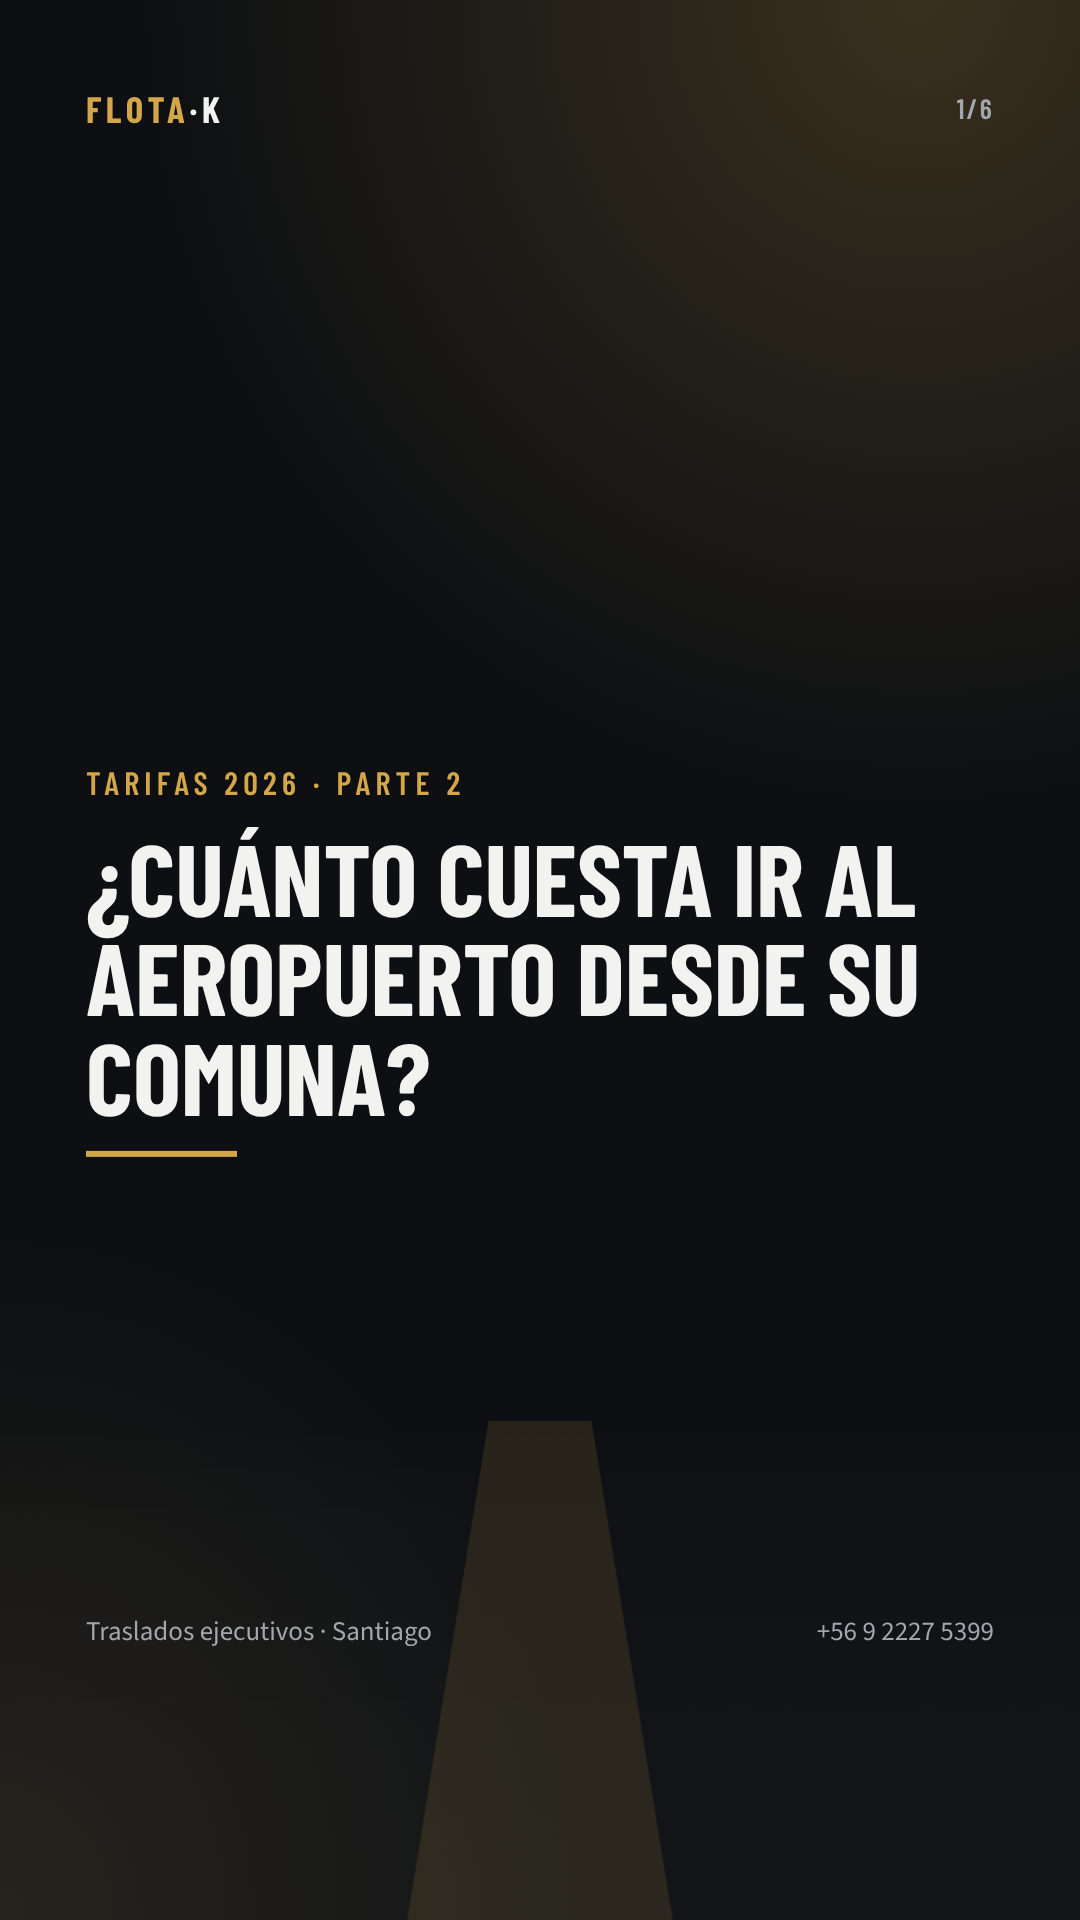 FLOTA·K
1/6
TARIFAS 2026 · PARTE 2
¿CUÁNTO CUESTA IR AL
AEROPUERTO DESDE SU
COMUNA?
Traslados ejecutivos · Santiago
+56 9 2227 5399